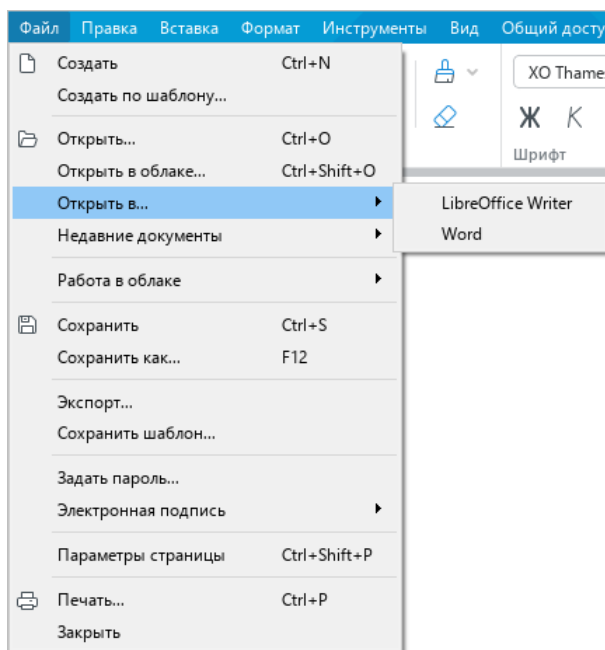 Файл Правка Вставка Формат Инструменты Вид Общий досту
Создать Ctrl+N
Создать по шаблону...
Открыть... Ctrl+O
Открыть в облаке... Ctrl+Shift+O
Открыть в...
Недавние документы
Работа в облаке
Сохранить Ctrl+S
Сохранить как... F12
Экспорт...
Сохранить шаблон...
Задать пароль...
Электронная подпись
Параметры страницы Ctrl+Shift+P
Печать... Ctrl+P
Закрыть
LibreOffice Writer
Word
XO Thame
Ж К
Шрифт